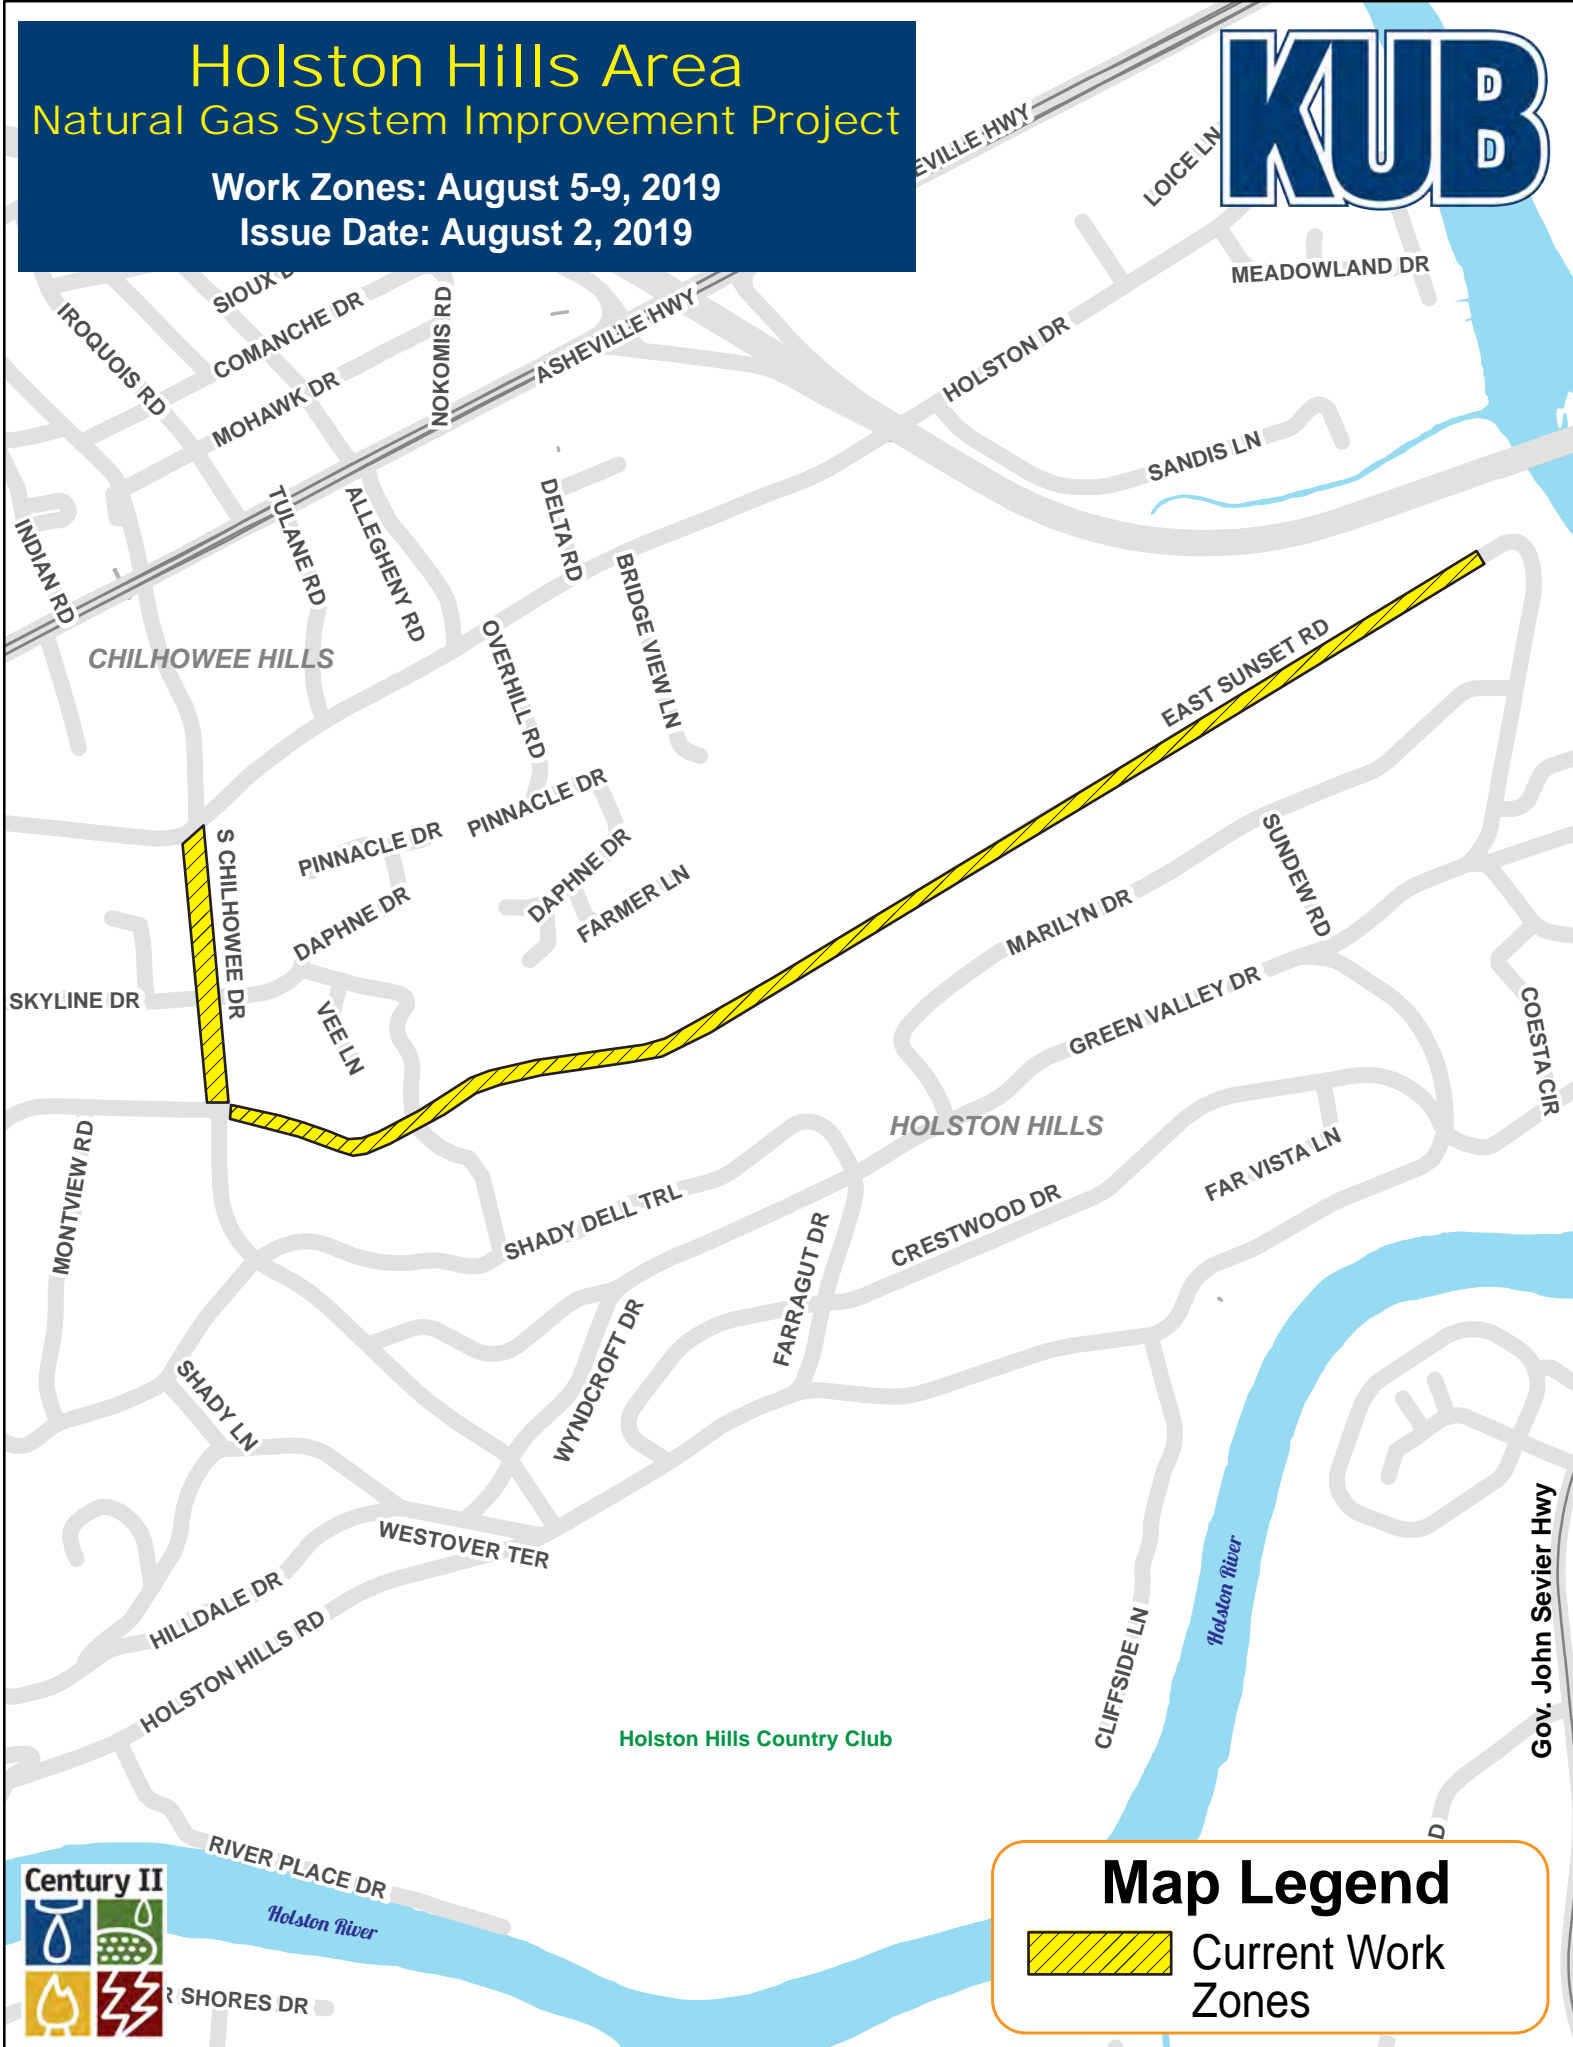 Holston Hills Area
Natural Gas System Improvement Project
Work Zones: August 5-9, 2019
Issue Date: August 2, 2019
KUB
EVILLE HWY
LOICE LN
MEADOWLAND DR
SIOUX
COMANCHE DR
IROQUOIS RD
MOHAWK DR
NOKOMIS RD
ASHEVILLE HWY
HOLSTON DR
SANDIS LN
INDIAN RD
TULANE RD
ALLEGHENY RD
DELTA RD
BRIDGE VIEW LN
OVERHILL RD
CHILHOWEE HILLS
EAST SUNSET RD
S CHILHOWEE DR
PINNACLE DR
PINNACLE DR
DAPHNE DR
DAPHNE DR
FARMER LN
SUNDEW RD
MARILYN DR
SKYLINE DR
VEE LN
GREEN VALLEY DR
COESTA CIR
MONTVIEW RD
HOLSTON HILLS
FAR VISTA LN
SHADY DELL TRL
CRESTWOOD DR
FARRAGUT DR
WYNDCROFT DR
SHADY LN
WESTOVER TER
HILLDALE DR
HOLSTON HILLS RD
Holston River
CLIFFSIDE LN
Gov. John Sevier Hwy
Holston Hills Country Club
D
RIVER PLACE DR
Holston River
Century II
R SHORES DR
Map Legend
Current Work
Zones